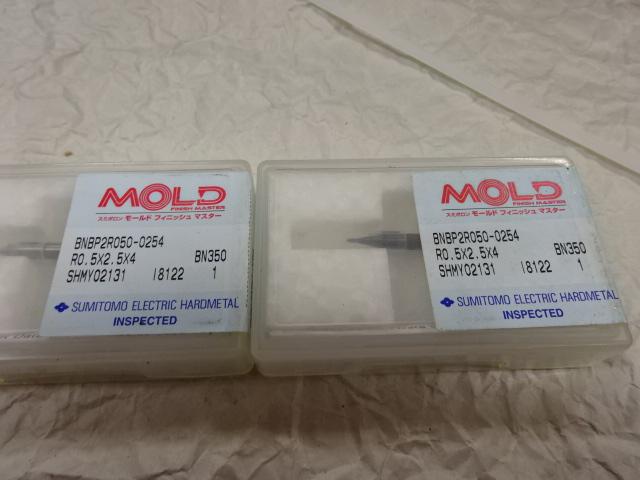 MOLD
FINISH MASTER
スミボロン モールド フィニッシュ マスター
BNBP2R050-0254
R0.5X2.5X4 BN350
SHMY02131 I8122 1
SUMITOMO ELECTRIC HARDMETAL
INSPECTED
MOLD
FINISH MASTER
スミボロン モールド フィニッシュ マスター
BNBP2R050-0254
R0.5X2.5X4 BN350
SHMY02131 I8122 1
SUMITOMO ELECTRIC HARDMETAL
INSPECTED